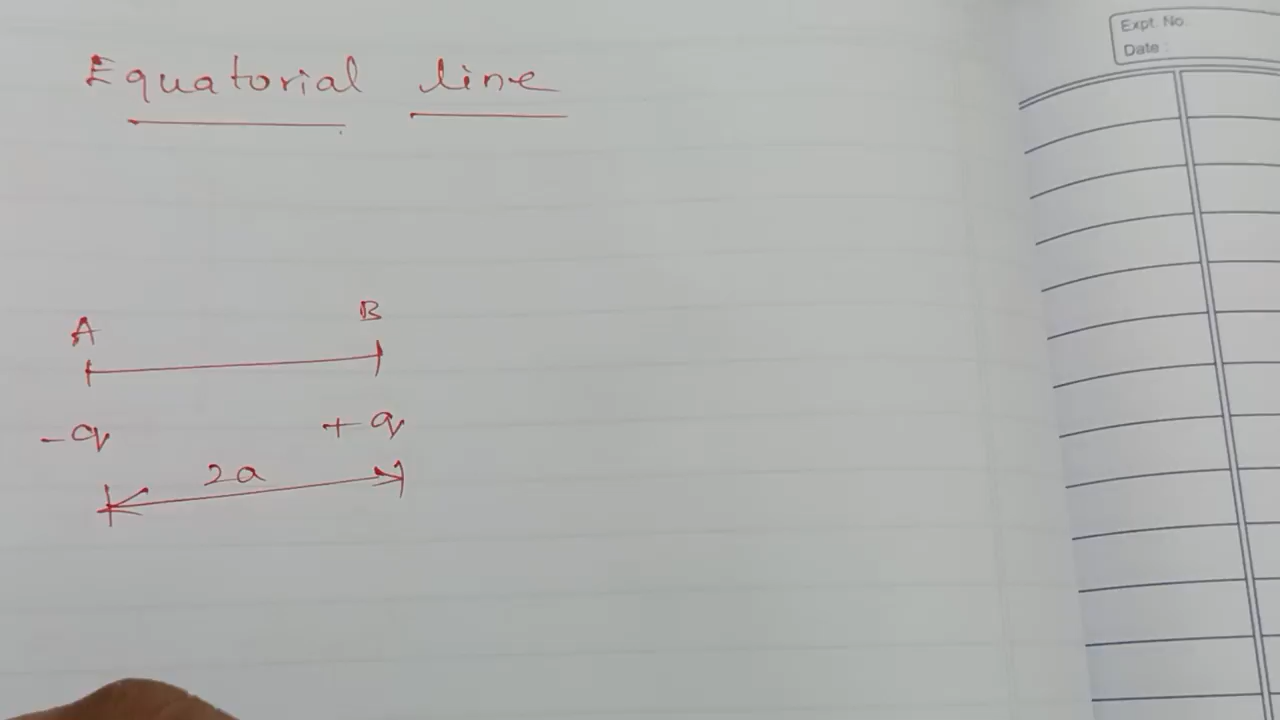 Equatorial line
Expt. No.
Date :
A B
-q +q
2a